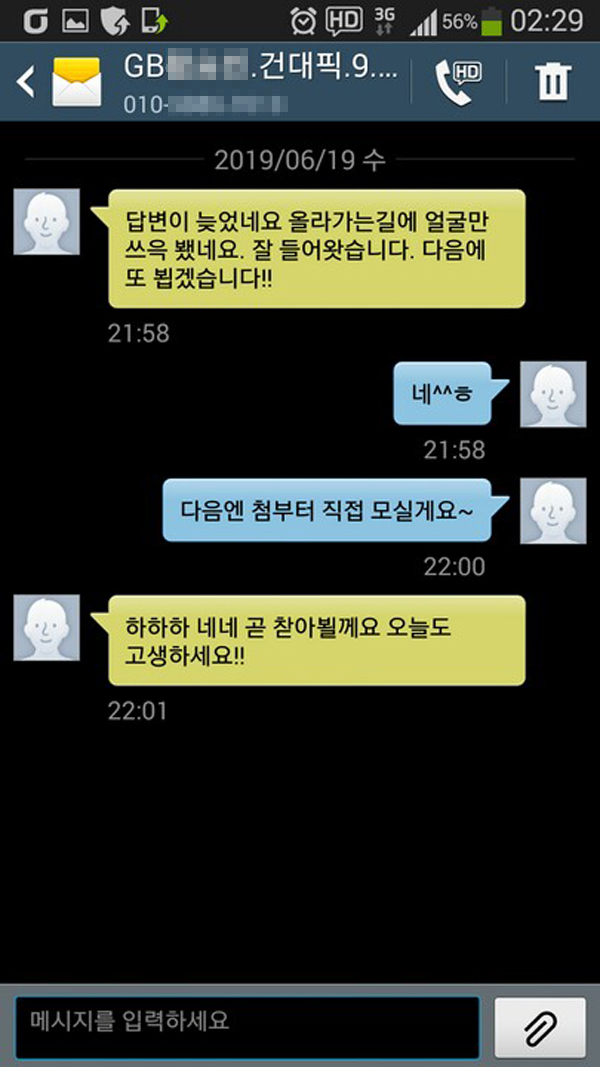 HD 3G 56% 02:29
GB .건대픽.9....
010-
HD
2019/06/19 수
답변이 늦었네요 올라가는길에 얼굴만
쓰윽 뵀네요. 잘 들어왓습니다. 다음에
또 뵙겠습니다!!
21:58
네^^ㅎ
21:58
다음엔 첨부터 직접 모실게요~
22:00
하하하 네네 곧 찯아뵐께요 오늘도
고생하세요!!
22:01
메시지를 입력하세요